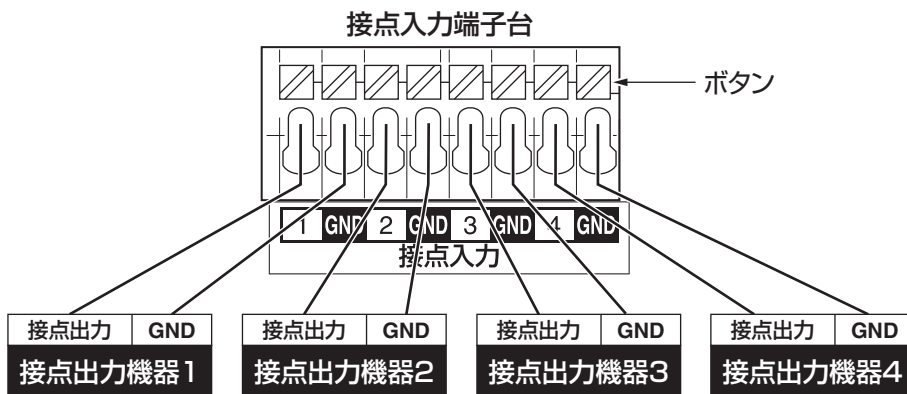 接点入力端子台
ボタン
1 GND 2 GND 3 GND 4 GND
接点入力
接点出力 GND 接点出力 GND 接点出力 GND 接点出力 GND
接点出力機器1 接点出力機器2 接点出力機器3 接点出力機器4